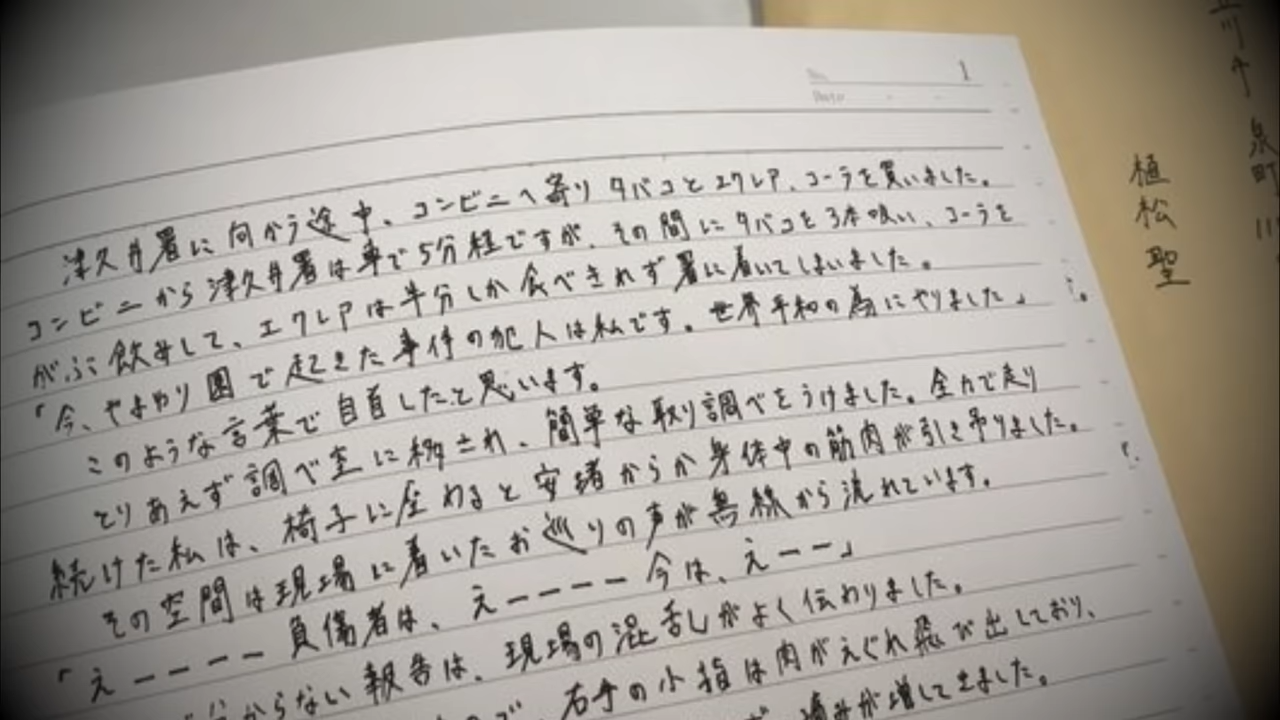 No.
1
Date
津久井署に向かう途中、コンビニへ寄りタバコとエクレア、コーラを買いました。
コンビニから津久井署は車で5分程ですが、その間にタバコを3本吸い、コーラを
がぶ飲みして、エクレアは半分しか食べきれず署に着いてしまいました。
「今、やまゆり園で起きた事件の犯人は私です。世界平和の為にやりました」
このような言葉で自首したと思います。
とりあえず調べ室に移され、簡単な取り調べをうけました。全力で走り
続けた私は、椅子に座わると安堵からか身体中の筋肉が引き吊りました。
その空間は現場に着いたお巡りの声が無線から流れています。
「えーーーー負傷者は、えーーーー今は、えーー」
からない報告は、現場の混乱しがよく伝わりました。
右手の小指は肉がえぐれ飛び出しており、
痛みが増してきました。
植松聖
立川市泉町